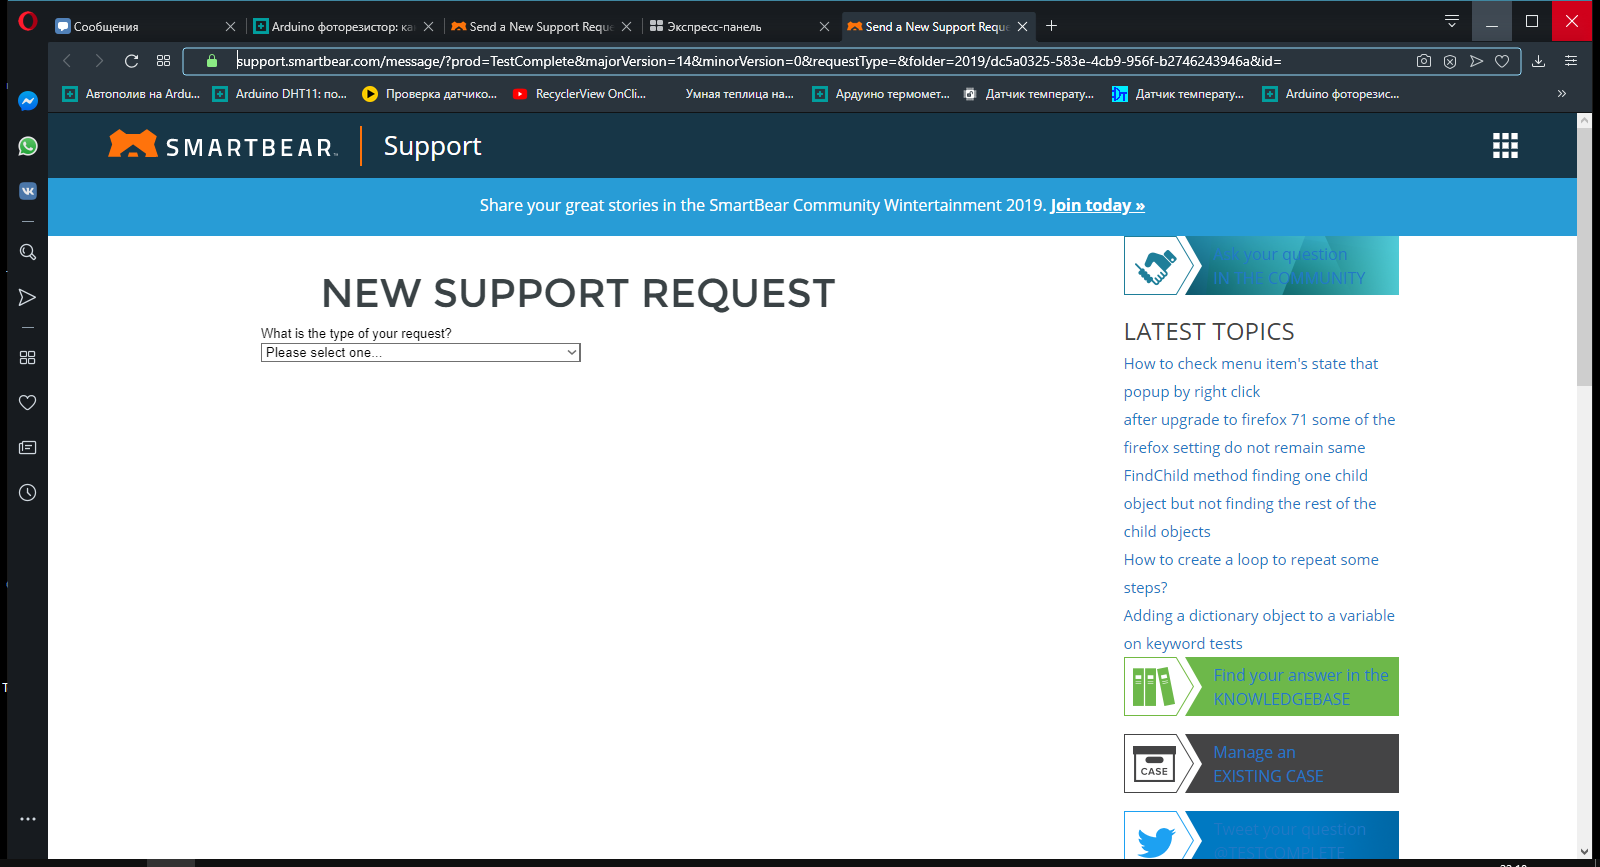 Сообщения
Arduino фоторезистор: ка
Send a New Support Reque
Экспресс-панель
Send a New Support Reque
support.smartbear.com/message/?prod=TestComplete&majorVersion=14&minorVersion=0&requestType=&folder=2019/dc5a0325-583e-4cb9-956f-b2746243946a&id=
Автополив на Ardu...
Arduino DHT11: по...
Проверка датчико...
RecyclerView OnCli...
Умная теплица на...
Ардуино термомет...
Датчик температу...
Датчик температу...
Arduino фоторезис...
SMARTBEAR
Support
Share your great stories in the SmartBear Community Wintertainment 2019. Join today »
NEW SUPPORT REQUEST
What is the type of your request?
Please select one...
Ask your question
IN THE COMMUNITY
LATEST TOPICS
How to check menu item's state that
popup by right click
after upgrade to firefox 71 some of the
firefox setting do not remain same
FindChild method finding one child
object but not finding the rest of the
child objects
How to create a loop to repeat some
steps?
Adding a dictionary object to a variable
on keyword tests
Find your answer in the
KNOWLEDGEBASE
CASE
Manage an
EXISTING CASE
Tweet your question
@TESTCOMPLETE